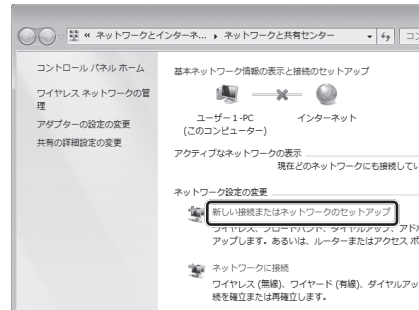 « ネットワークとインターネ... ▸ ネットワークと共有センター
コントロール パネル ホーム
ワイヤレス ネットワークの管
理
アダプターの設定の変更
共有の詳細設定の変更
基本ネットワーク情報の表示と接続のセットアップ
ユーザー１-PC
(このコンピューター)
インターネット
アクティブなネットワークの表示
現在どのネットワークにも接続してい
ネットワーク設定の変更
新しい接続またはネットワークのセットアップ
ワイヤレス、ブロードバンド、ダイヤルアップ、アド
アップします。あるいは、ルーターまたはアクセス ポ
ネットワークに接続
ワイヤレス (無線)、ワイヤード (有線)、ダイヤルアッ
続を確立または再確立します。